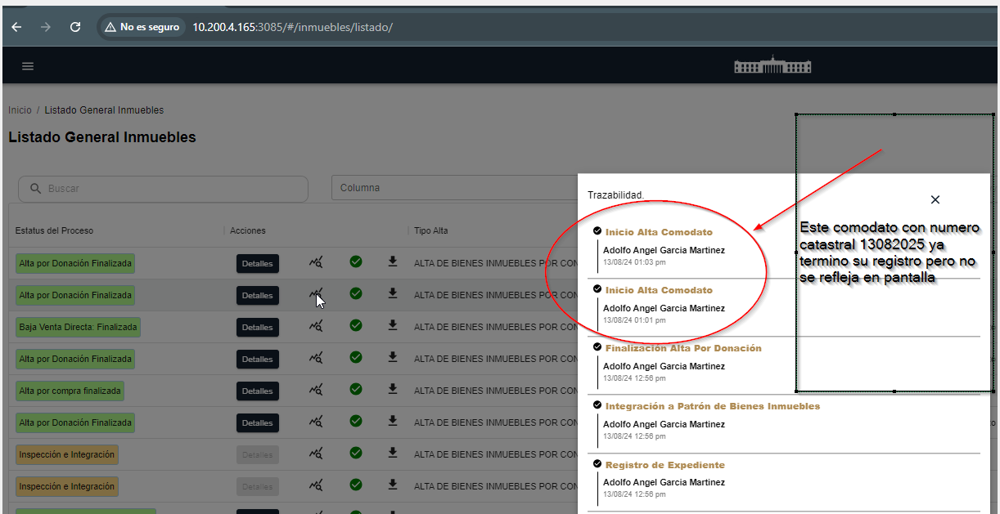 No es seguro
10.200.4.165:3085/#/inmuebles/listado/
Inicio / Listado General Inmuebles
Listado General Inmuebles
Buscar
Columna
Estatus del Proceso
Acciones
Tipo Alta
Alta por Donación Finalizada
Detalles
ALTA DE BIENES INMUEBLES POR CON
Alta por Donación Finalizada
Detalles
ALTA DE BIENES INMUEBLES POR CON
Baja Venta Directa: Finalizada
Detalles
ALTA DE BIENES INMUEBLES POR CON
Alta por Donación Finalizada
Detalles
ALTA DE BIENES INMUEBLES POR CON
Alta por compra finalizada
Detalles
ALTA DE BIENES INMUEBLES POR CON
Alta por Donación Finalizada
Detalles
ALTA DE BIENES INMUEBLES POR CON
Inspección e Integración
Detalles
ALTA DE BIENES INMUEBLES POR CON
Inspección e Integración
Detalles
ALTA DE BIENES INMUEBLES POR CON
Trazabilidad.
Inicio Alta Comodato
Adolfo Angel Garcia Martinez
13/08/24 01:03 pm
Inicio Alta Comodato
Adolfo Angel Garcia Martinez
13/08/24 01:01 pm
Finalización Alta Por Donación
Adolfo Angel Garcia Martinez
13/08/24 12:56 pm
Integración a Patrón de Bienes Inmuebles
Adolfo Angel Garcia Martinez
13/08/24 12:56 pm
Registro de Expediente
Adolfo Angel Garcia Martinez
13/08/24 12:56 pm
Este comodato con numero
catastral 13082025 ya
termino su registro pero no
se refleja en pantalla